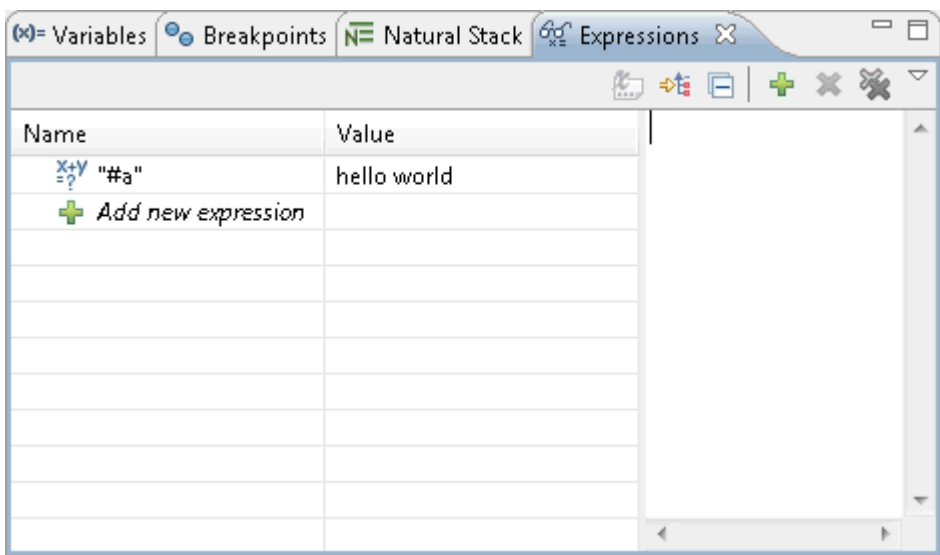 (x)= Variables Breakpoints Natural Stack Expressions
Name Value
x+y =? "#a" hello world
Add new expression